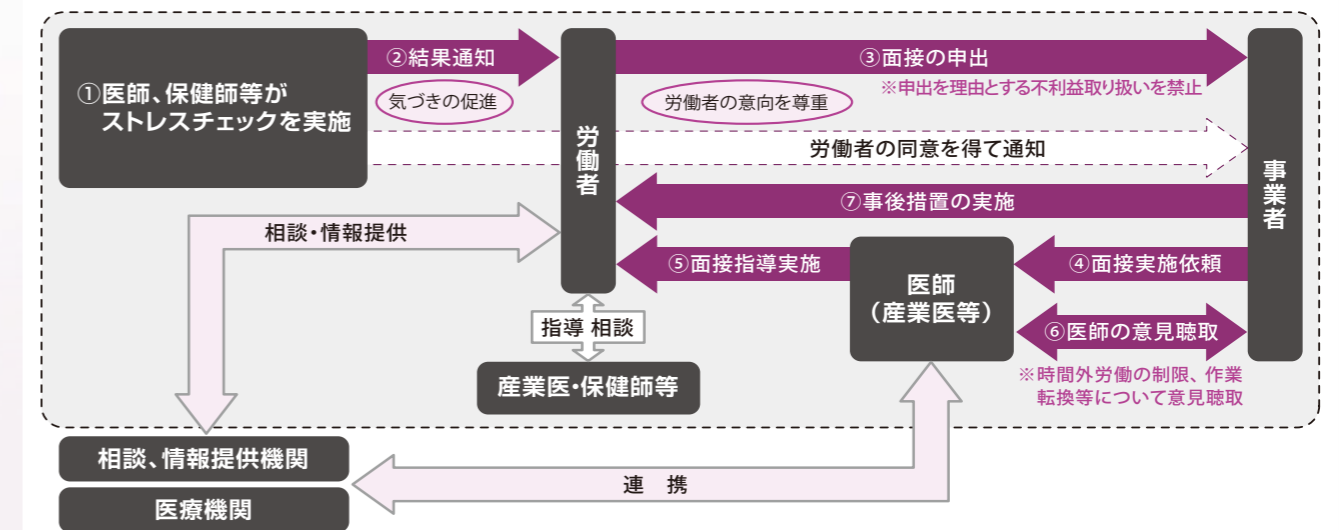 ①医師、保健師等が
ストレスチェックを実施
②結果通知
気づきの促進
労働者
③面接の申出
※申出を理由とする不利益取り扱いを禁止
労働者の意向を尊重
労働者の同意を得て通知
事業者
⑦事後措置の実施
相談・情報提供
⑤面接指導実施
医師
（産業医等）
④面接実施依頼
⑥医師の意見聴取
※時間外労働の制限、作業
転換等について意見聴取
指導 相談
産業医・保健師等
相談、情報提供機関
医療機関
連　携